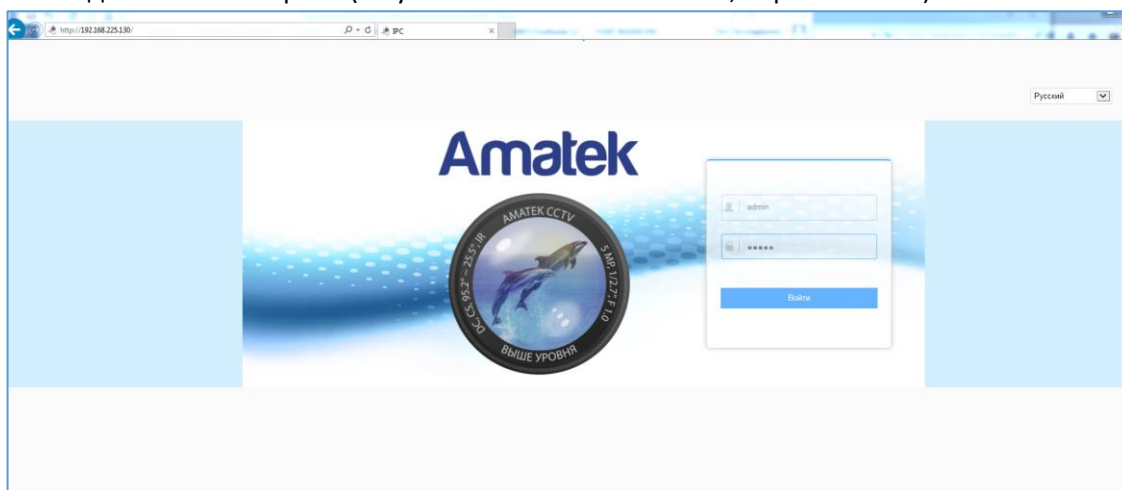 http://192.168.225.130/
IPC
Русский
Amatek
AMATEK CCTV
DC, CS, 95.2° ~ 25.5°, IR
5 MP, 1/2.7", F 1.0
ВЫШЕ УРОВНЯ
admin
Войти